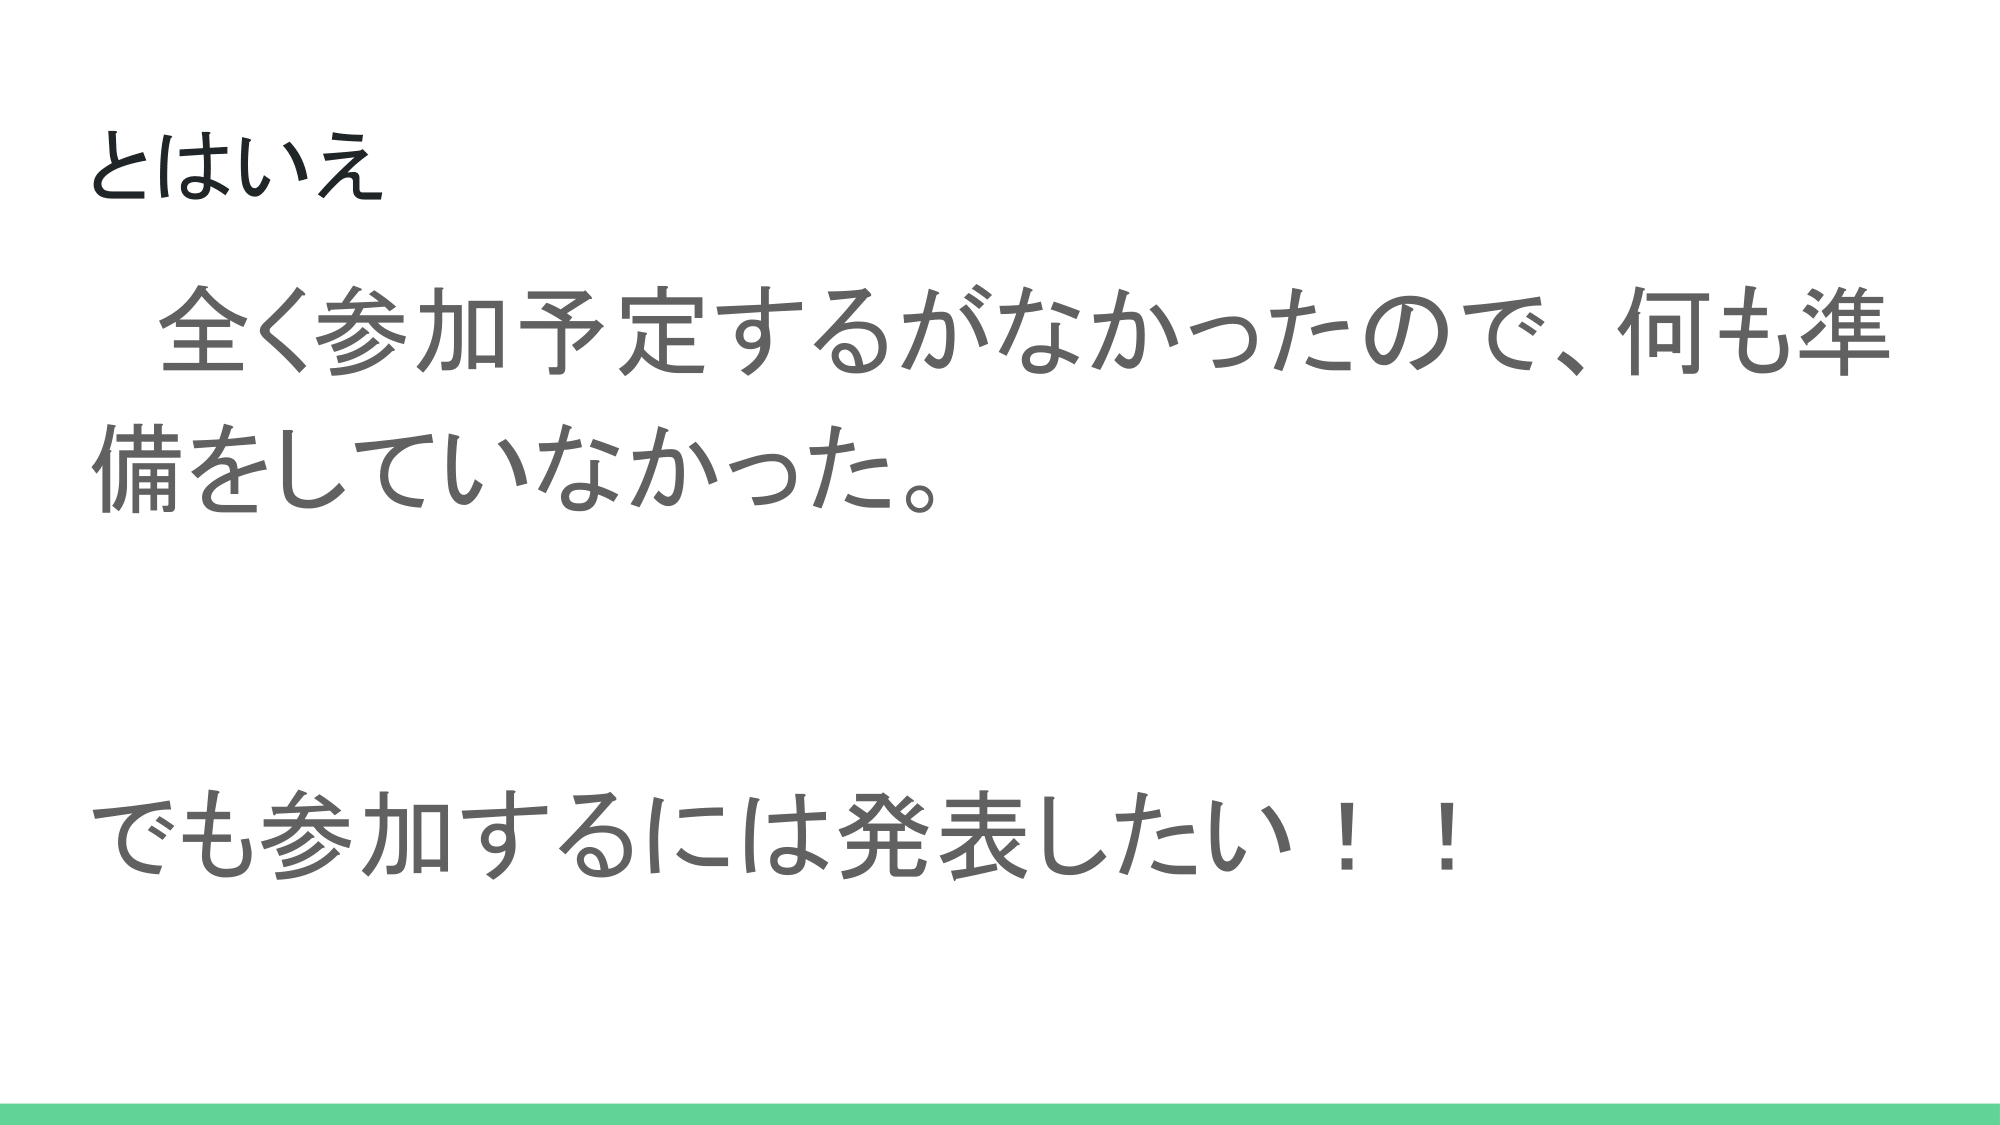 とはいえ
　全く参加予定するがなかったので、何も準
備をしていなかった。
でも参加するには発表したい！！